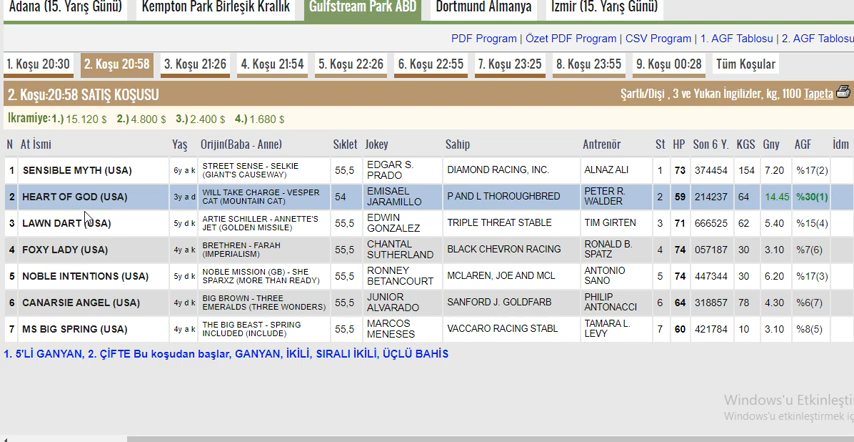 Adana (15. Yarış Günü) Kempton Park Birleşik Krallık Gulfstream Park ABD Dortmund Almanya İzmir (15. Yarış Günü)
PDF Program | Özet PDF Program | CSV Program | 1. AGF Tablosu | 2. AGF Tablosu
1. Koşu 20:30 2. Koşu 20:58 3. Koşu 21:26 4. Koşu 21:54 5. Koşu 22:26 6. Koşu 22:55 7. Koşu 23:25 8. Koşu 23:55 9. Koşu 00:28 Tüm Koşular
2. Koşu:20:58 SATIŞ KOŞUSU Şartlı/Dişi , 3 ve Yukarı İngilizler, kg, 1100 Tapeta
Ikramiye:1.) 15.120 $ 2.) 4.800 $ 3.) 2.400 $ 4.) 1.680 $
N At İsmi Yaş Orijin(Baba - Anne) Sıklet Jokey Sahip Antrenör St HP Son 6 Y. KGS Gny AGF İdm
1 SENSIBLE MYTH (USA) 6y a k STREET SENSE - SELKIE (GIANT'S CAUSEWAY) 55,5 EDGAR S. PRADO DIAMOND RACING, INC. ALNAZ ALI 1 73 374454 154 7.20 %17(2)
2 HEART OF GOD (USA) 3y a d WILL TAKE CHARGE - VESPER CAT (MOUNTAIN CAT) 54 EMISAEL JARAMILLO P AND L THOROUGHBRED PETER R. WALDER 2 59 214237 64 14.45 %30(1)
3 LAWN DART (USA) 5y d k ARTIE SCHILLER - ANNETTE'S JET (GOLDEN MISSILE) 55,5 EDWIN GONZALEZ TRIPLE THREAT STABLE TIM GIRTEN 3 71 666525 62 5.40 %15(4)
4 FOXY LADY (USA) 4y a k BRETHREN - FARAH (IMPERIALISM) 55,5 CHANTAL SUTHERLAND BLACK CHEVRON RACING RONALD B. SPATZ 4 74 057187 30 3.10 %7(6)
5 NOBLE INTENTIONS (USA) 5y d k NOBLE MISSION (GB) - SHE SPARXZ (MORE THAN READY) 55,5 RONNEY BETANCOURT MCLAREN, JOE AND MCL ANTONIO SANO 5 74 447344 30 6.20 %17(3)
6 CANARSIE ANGEL (USA) 4y d k BIG BROWN - THREE EMERALDS (THREE WONDERS) 55,5 JUNIOR ALVARADO SANFORD J. GOLDFARB PHILIP ANTONACCI 6 64 318857 78 4.30 %6(7)
7 MS BIG SPRING (USA) 4y a k THE BIG BEAST - SPRING INCLUDED (INCLUDE) 55,5 MARCOS MENESES VACCARO RACING STABL TAMARA L. LEVY 7 60 421784 10 3.10 %8(5)
1. 5'Lİ GANYAN, 2. ÇİFTE Bu koşudan başlar, GANYAN, İKİLİ, SIRALI İKİLİ, ÜÇLÜ BAHİS
Windows'u Etkinleşti
Windows'u etkinleştirmek iç